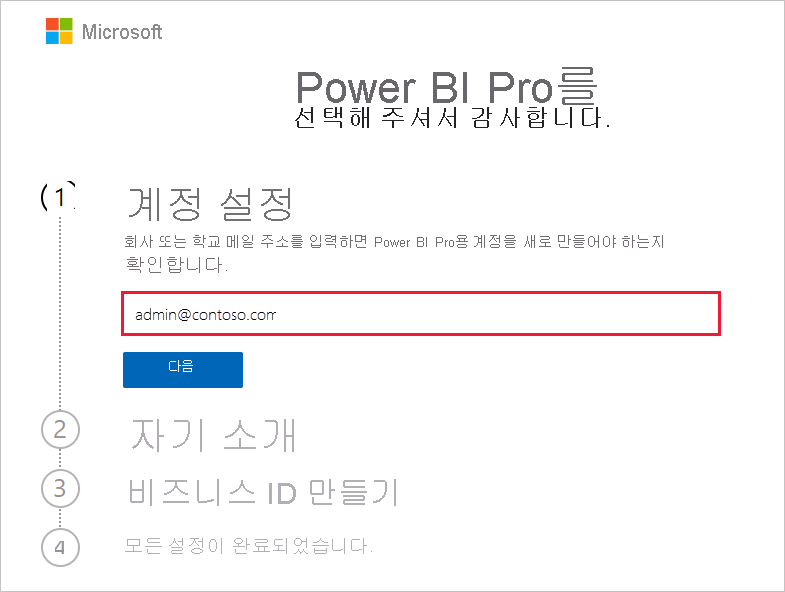 Microsoft
Power BI Pro를
선택해 주셔서 감사합니다.
1
계정 설정
회사 또는 학교 메일 주소를 입력하면 Power BI Pro용 계정을 새로 만들어야 하는지
확인합니다.
admin@contoso.com
다음
2
자기 소개
3
비즈니스 ID 만들기
4
모든 설정이 완료되었습니다.